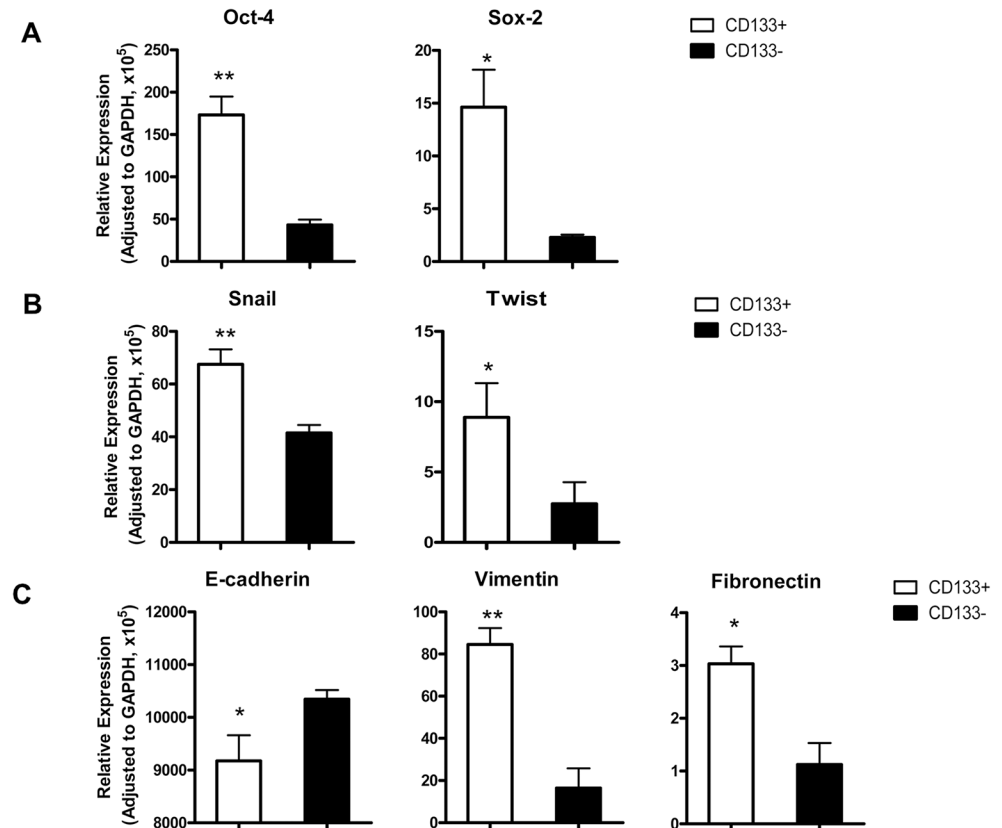 A
Oct-4
Sox-2
CD133+
CD133-
Relative Expression
(Adjusted to GAPDH, x10⁵)
250
200
150
100
50
0
**
20
15
10
5
0
*
B
Snail
Twist
CD133+
CD133-
Relative Expression
(Adjusted to GAPDH, x10⁵)
80
60
40
20
0
**
15
10
5
0
*
C
E-cadherin
Vimentin
Fibronectin
CD133+
CD133-
Relative Expression
(Adjusted to GAPDH, x10⁵)
12000
11000
10000
9000
8000
*
100
80
60
40
20
0
**
4
3
2
1
0
*